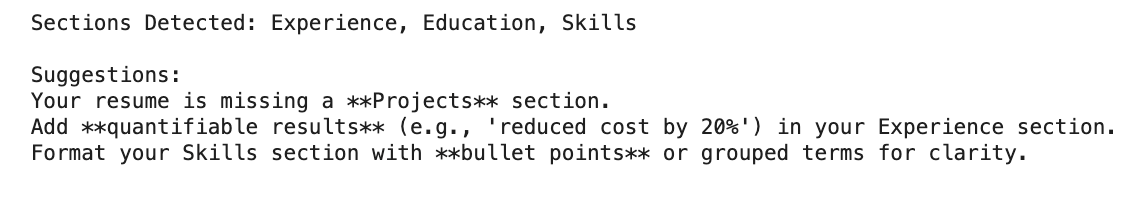 Sections Detected: Experience, Education, Skills
Suggestions:
Your resume is missing a **Projects** section.
Add **quantifiable results** (e.g., 'reduced cost by 20%') in your Experience section.
Format your Skills section with **bullet points** or grouped terms for clarity.